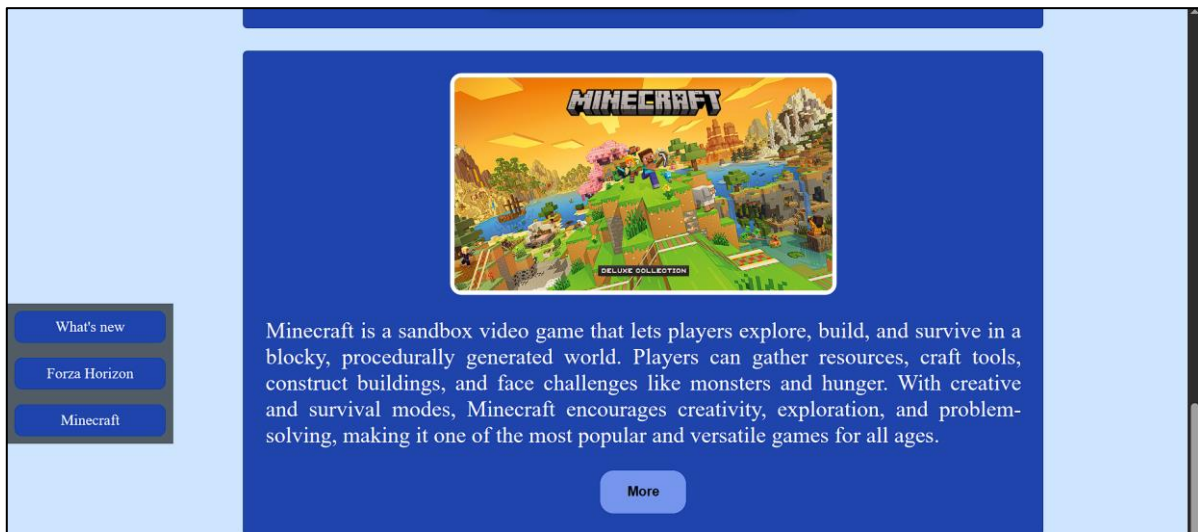 MINECRAFT
DELUXE COLLECTION
What's new
Forza Horizon
Minecraft
Minecraft is a sandbox video game that lets players explore, build, and survive in a
blocky, procedurally generated world. Players can gather resources, craft tools,
construct buildings, and face challenges like monsters and hunger. With creative
and survival modes, Minecraft encourages creativity, exploration, and problem-
solving, making it one of the most popular and versatile games for all ages.
More